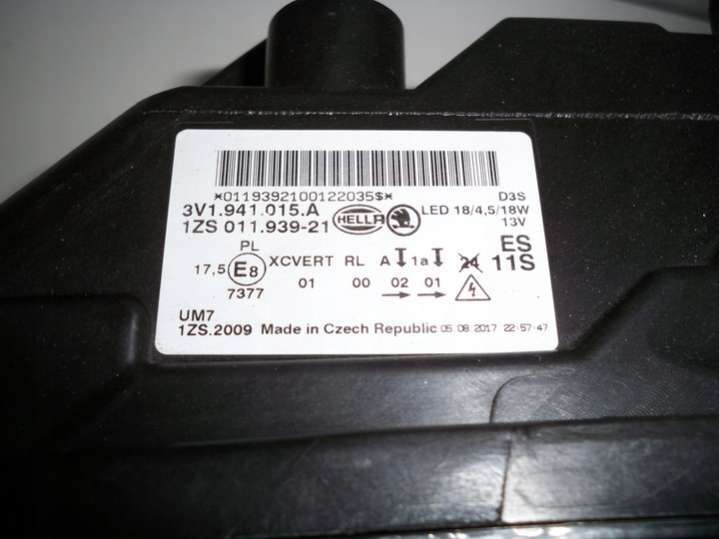 *0119392100122035$*
D3S
3V1.941.015.A HELLA LED 18/4,5/18W
1ZS 011.939-21 13V
PL ES
17,5 E8 XCVERT RL A 1a 24 11S
7377 01 00 02 01
UM7
1ZS.2009 Made in Czech Republic 05 08 2017 22:57:47